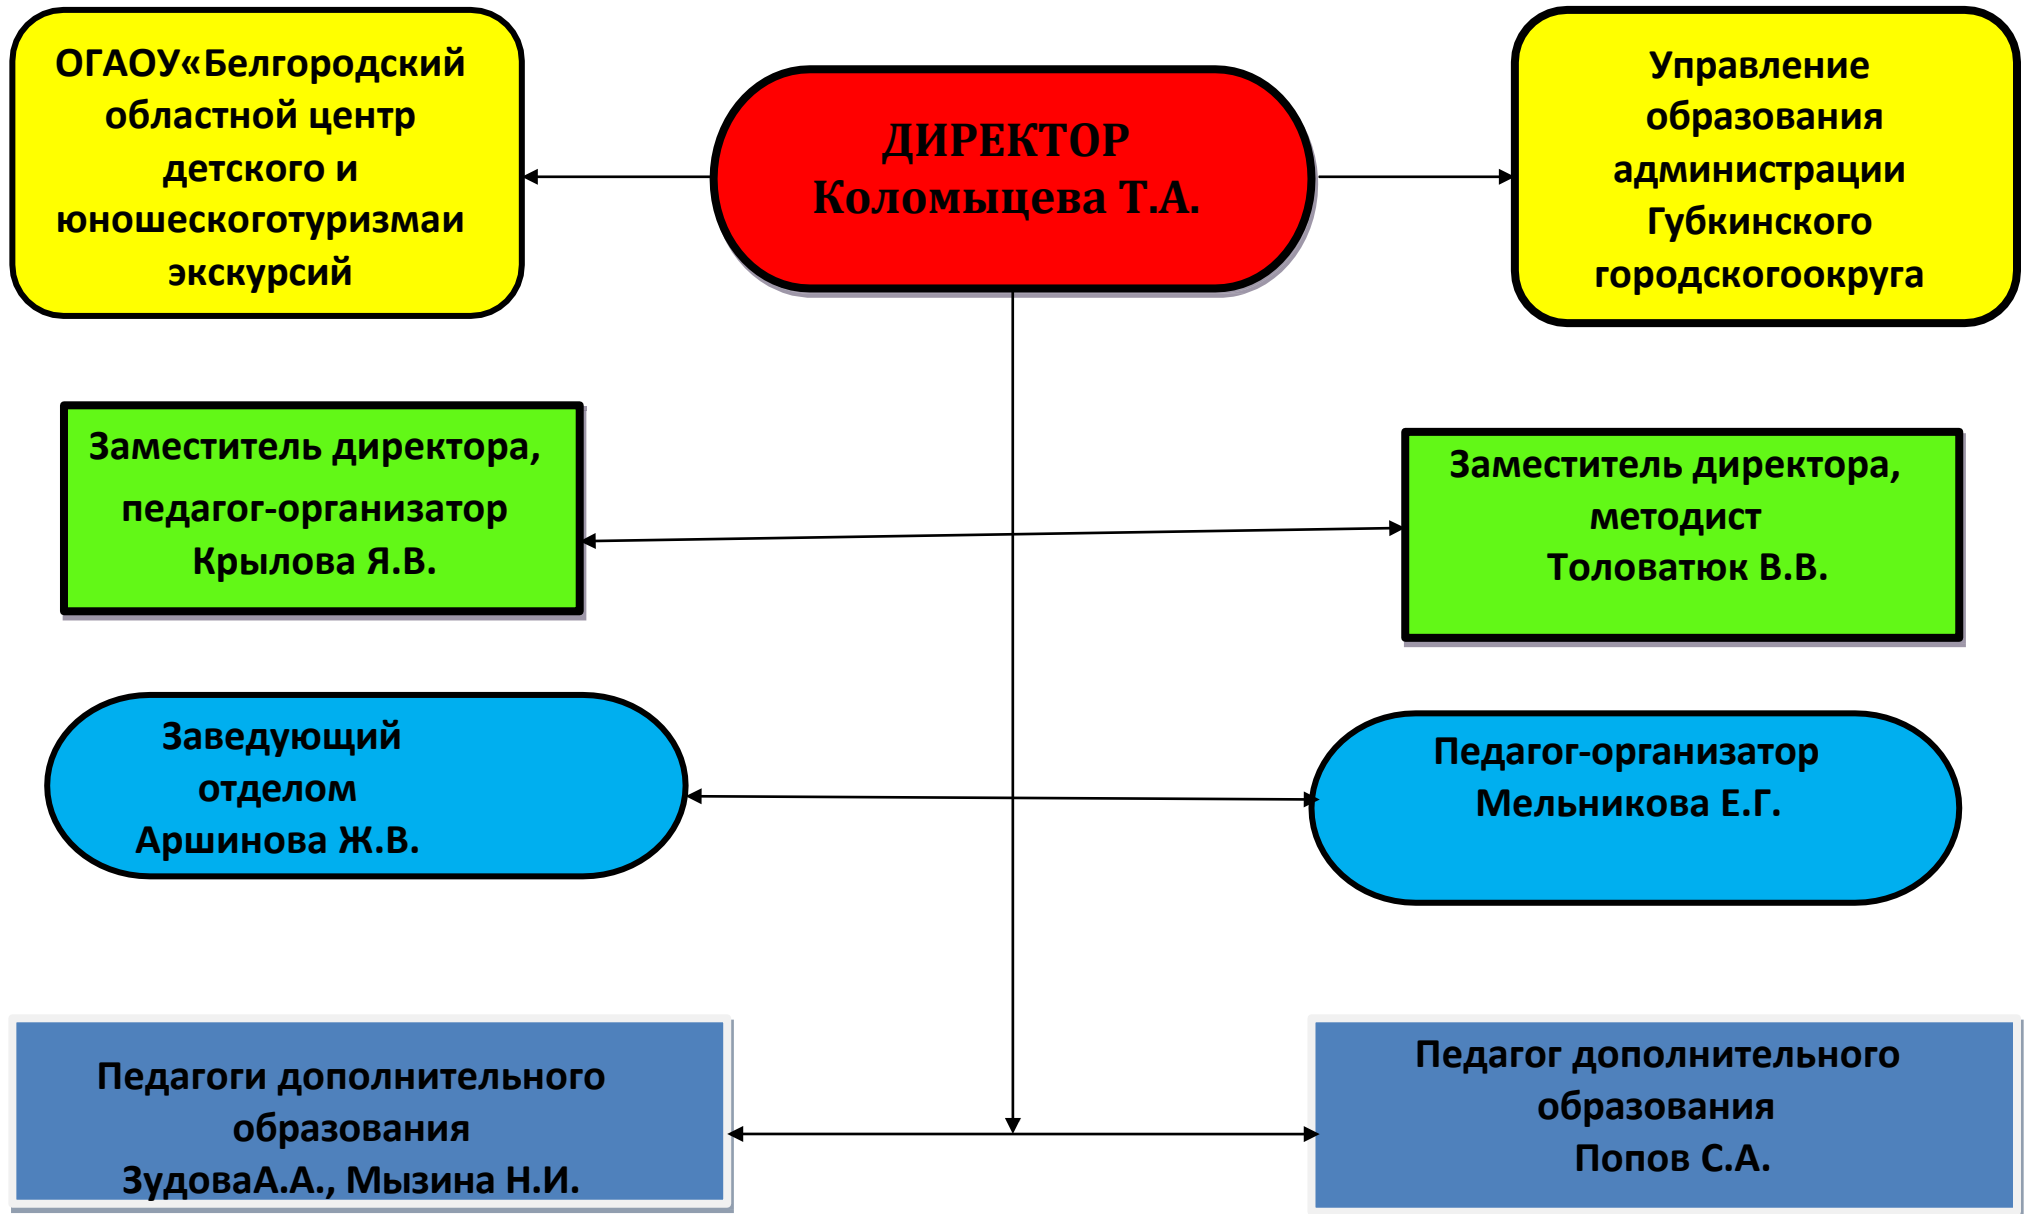 ОГАОУ«Белгородский
областной центр
детского и
юношескоготуризмаи
экскурсий
ДИРЕКТОР
Коломыцева Т.А.
Управление
образования
администрации
Губкинского
городскогоокруга
Заместитель директора,
педагог-организатор
Крылова Я.В.
Заместитель директора,
методист
Толоватюк В.В.
Заведующий
отделом
Аршинова Ж.В.
Педагог-организатор
Мельникова Е.Г.
Педагоги дополнительного
образования
ЗудоваА.А., Мызина Н.И.
Педагог дополнительного
образования
Попов С.А.